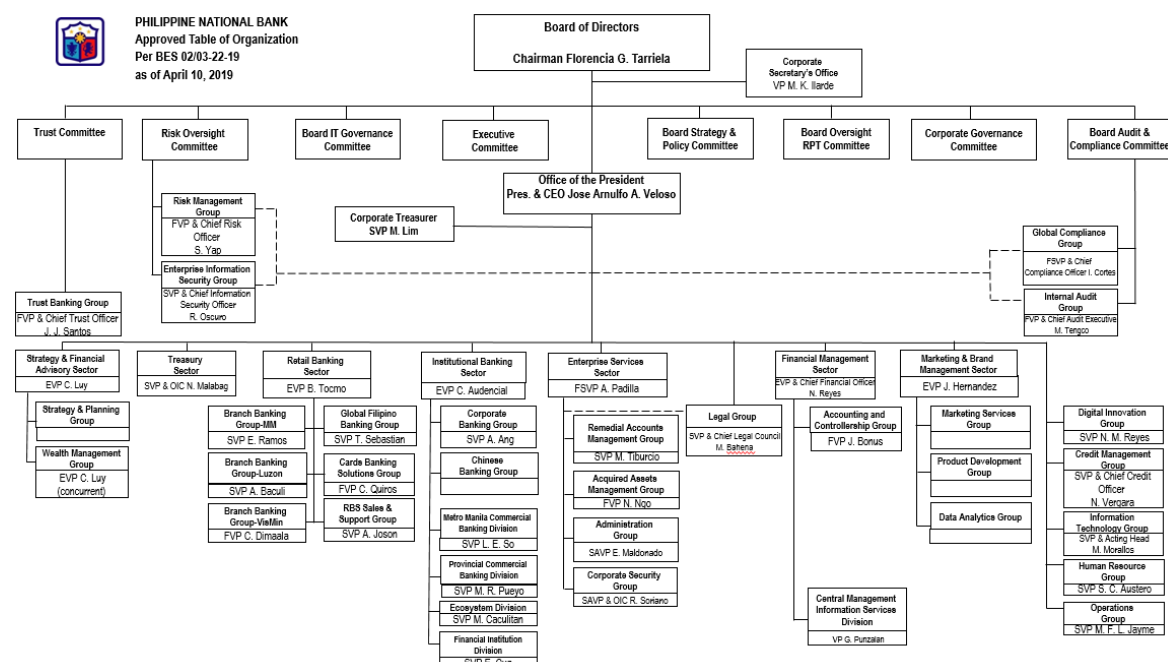 PHILIPPINE NATIONAL BANK
Approved Table of Organization
Per BES 02/03-22-19
as of April 10, 2019
Board of Directors
Chairman Florencia G. Tarriela
Corporate
Secretary's Office
VP M. K. Ilarde
Trust Committee
Risk Oversight
Committee
Board IT Governance
Committee
Executive
Committee
Board Strategy &
Policy Committee
Board Oversight
RPT Committee
Corporate Governance
Committee
Board Audit &
Compliance Committee
Office of the President
Pres. & CEO Jose Arnulfo A. Veloso
Corporate Treasurer
SVP M. Lim
Risk Management
Group
FVP & Chief Risk
Officer
S. Yap
Enterprise Information
Security Group
SVP & Chief Information
Security Officer
R. Oscuro
Global Compliance
Group
FSVP & Chief
Compliance Officer I. Cortes
Internal Audit
Group
FVP & Chief Audit Executive
M. Tengco
Trust Banking Group
FVP & Chief Trust Officer
J. J. Santos
Strategy & Financial
Advisory Sector
EVP C. Luy
Strategy & Planning
Group
Wealth Management
Group
EVP C. Luy
(concurrent)
Treasury
Sector
SVP & OIC N. Malabag
Retail Banking
Sector
EVP B. Tocmo
Branch Banking
Group-MM
SVP E. Ramos
Branch Banking
Group-Luzon
SVP A. Baculi
Branch Banking
Group-VisMin
FVP C. Dimaala
Global Filipino
Banking Group
SVP T. Sebastian
Cards Banking
Solutions Group
FVP C. Quiros
RBS Sales &
Support Group
SVP A. Joson
Institutional Banking
Sector
EVP C. Audencial
Corporate
Banking Group
SVP A. Ang
Chinese
Banking Group
Metro Manila Commercial
Banking Division
SVP L. E. So
Provincial Commercial
Banking Division
SVP M. R. Pueyo
Ecosystem Division
SVP M. Caculitan
Financial Institution
Division
Enterprise Services
Sector
FSVP A. Padilla
Remedial Accounts
Management Group
SVP M. Tiburcio
Acquired Assets
Management Group
FVP N. Ngo
Administration
Group
SAVP E. Maldonado
Corporate Security
Group
SAVP & OIC R. Soriano
Legal Group
SVP & Chief Legal Council
M. Bahena
Financial Management
Sector
EVP & Chief Financial Officer
N. Reyes
Accounting and
Controllership Group
FVP J. Bonus
Central Management
Information Services
Division
VP G. Punzalan
Marketing & Brand
Management Sector
EVP J. Hernandez
Marketing Services
Group
Product Development
Group
Data Analytics Group
Digital Innovation
Group
SVP N. M. Reyes
Credit Management
Group
SVP & Chief Credit
Officer
N. Vergara
Information
Technology Group
SVP & Acting Head
M. Morallos
Human Resource
Group
SVP S. C. Austero
Operations
Group
SVP M. F. L. Jayme